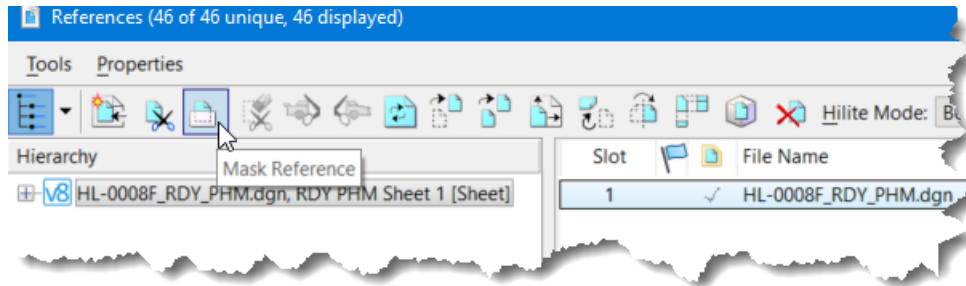 References (46 of 46 unique, 46 displayed)
Tools Properties
Hilite Mode:
Hierarchy Slot File Name
Mask Reference
V8 HL-0008F_RDY_PHM.dgn, RDY PHM Sheet 1 [Sheet] 1 HL-0008F_RDY_PHM.dgn